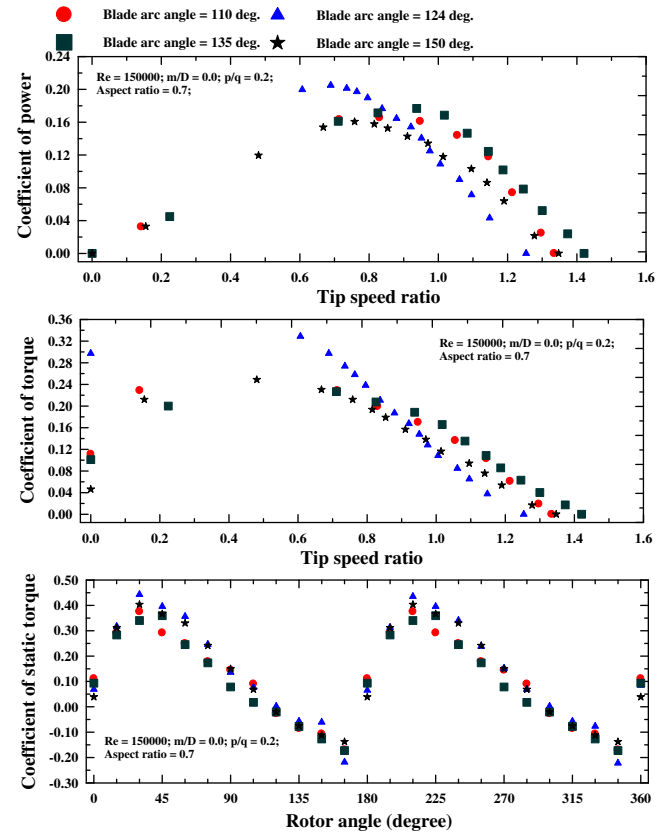 Blade arc angle = 110 deg. Blade arc angle = 124 deg.
Blade arc angle = 135 deg. Blade arc angle = 150 deg.
0.24
0.20
0.16
0.12
0.08
0.04
0.00
Coefficient of power
Re = 150000; m/D = 0.0; p/q = 0.2;
Aspect ratio = 0.7;
0.0 0.2 0.4 0.6 0.8 1.0 1.2 1.4 1.6
Tip speed ratio
0.36
0.32
0.28
0.24
0.20
0.16
0.12
0.08
0.04
0.00
Coefficient of torque
Re = 150000; m/D = 0.0; p/q = 0.2;
Aspect ratio = 0.7
0.0 0.2 0.4 0.6 0.8 1.0 1.2 1.4 1.6
Tip speed ratio
0.50
0.40
0.30
0.20
0.10
0.00
-0.10
-0.20
-0.30
Coefficient of static torque
Re = 150000; m/D = 0.0; p/q = 0.2;
Aspect ratio = 0.7
0 45 90 135 180 225 270 315 360
Rotor angle (degree)